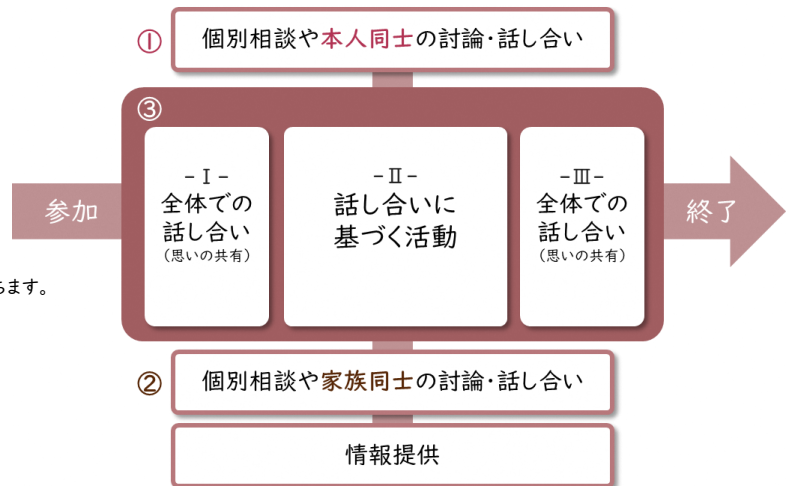 ① 個別相談や本人同士の討論・話し合い
③
-Ⅰ-
全体での
話し合い
(思いの共有)
-Ⅱ-
話し合いに
基づく活動
-Ⅲ-
全体での
話し合い
(思いの共有)
参加
終了
ちます。
② 個別相談や家族同士の討論・話し合い
情報提供